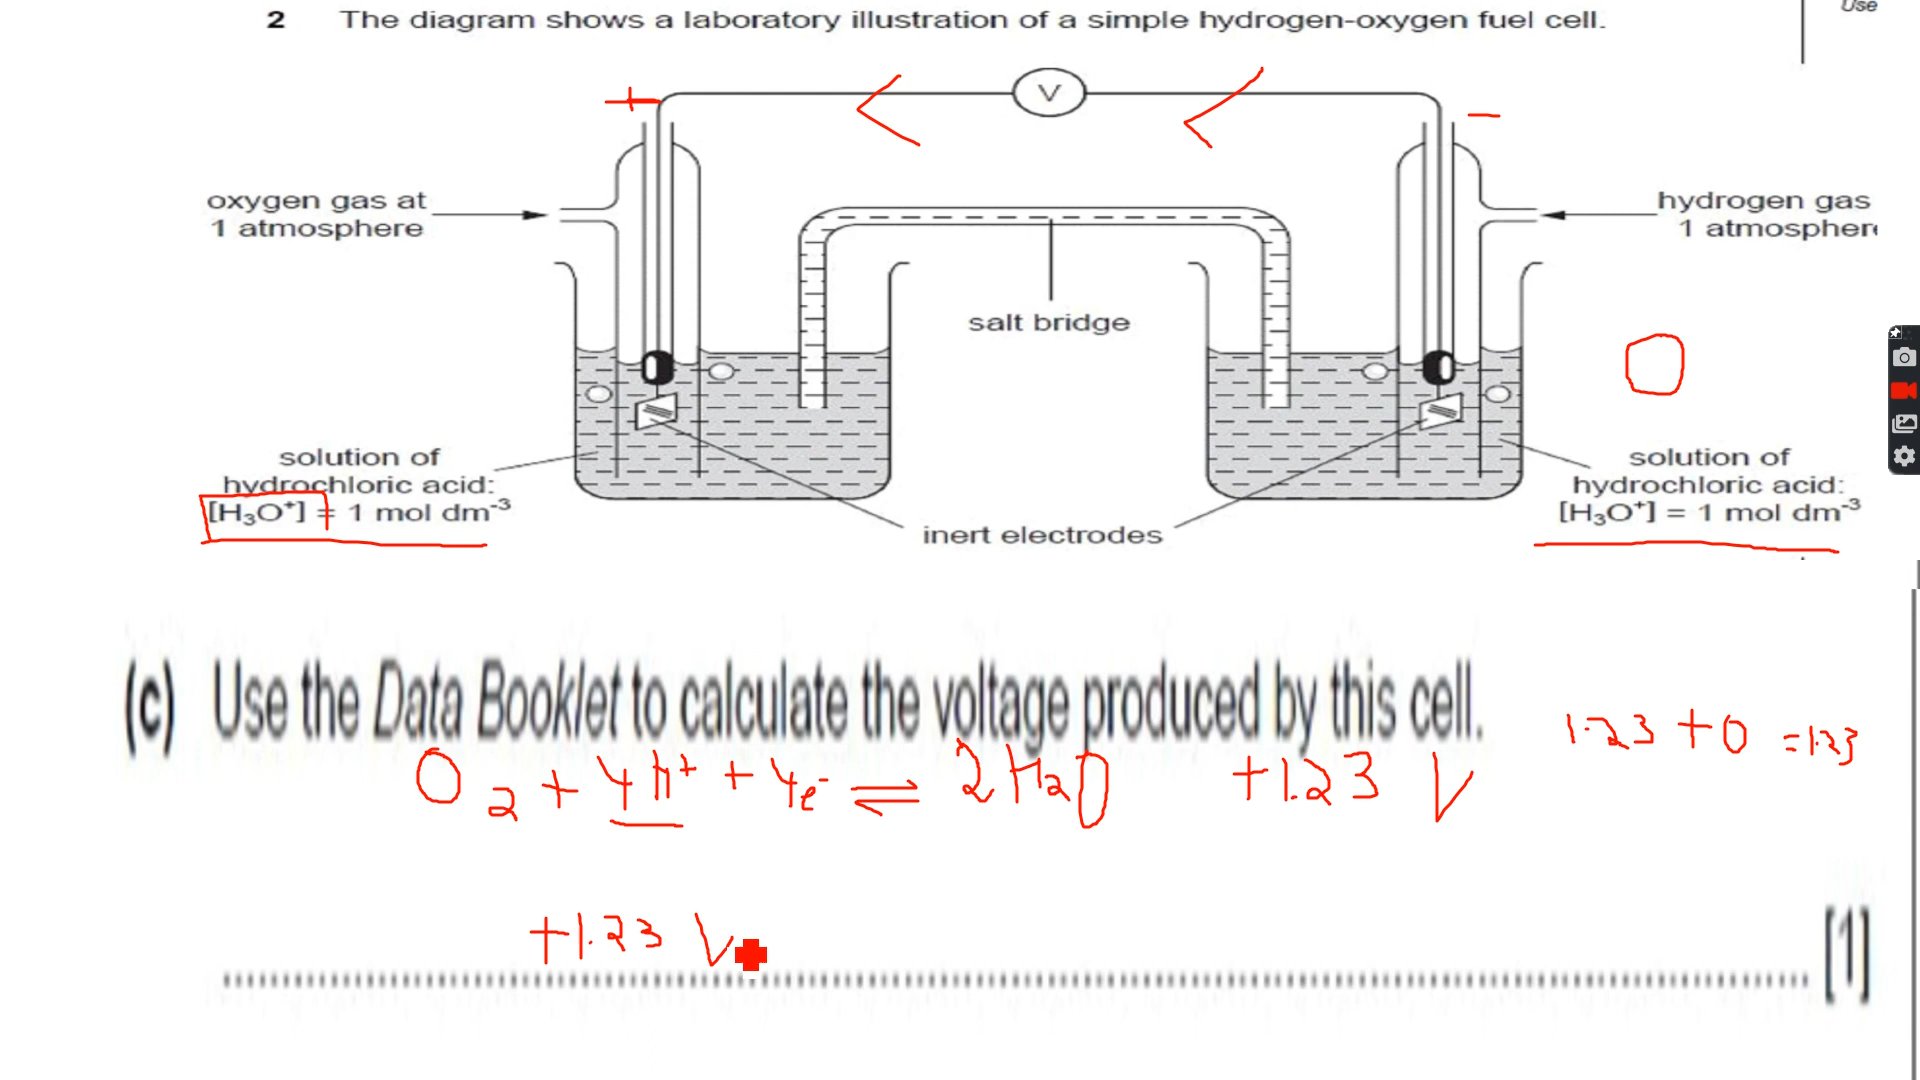 Use
2 The diagram shows a laboratory illustration of a simple hydrogen-oxygen fuel cell.
+ V −
oxygen gas at
1 atmosphere
hydrogen gas
1 atmospher
salt bridge
O
solution of
hydrochloric acid:
[H₃O⁺] = 1 mol dm⁻³
inert electrodes
solution of
hydrochloric acid:
[H₃O⁺] = 1 mol dm⁻³
(c) Use the Data Booklet to calculate the voltage produced by this cell.
1.23 + 0 = 1.23
O₂ + 4H⁺ + 4e⁻ ⇌ 2H₂O +1.23 V
+1.23 V
[1]